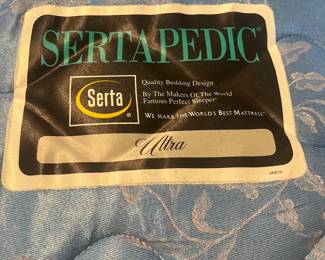 SERTAPEDIC®
Serta®
Quality Bedding Design
By The Makers Of The World
Famous Perfect Sleeper®
WE MAKE THE WORLD'S BEST MATTRESS™
Ultra